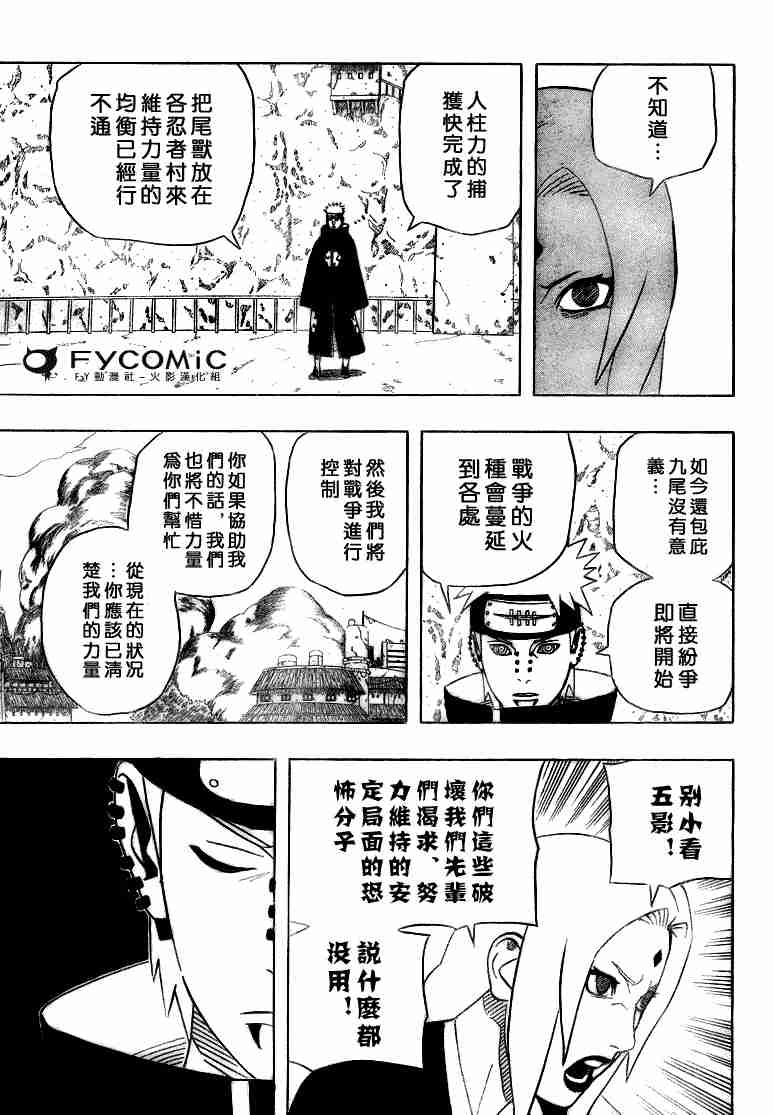 不知道…
人柱力的捕
獲快完成了
把尾獸放在
各忍者村來
維持力量的
均衡已經行
不通
FYCOMiC
FY動漫社-火影漢化組
如今還包庇
九尾沒有意
義…
直接紛爭
即將開始
戰爭的火
種會蔓延
到各處
然後我們將
對戰爭進行
控制
你如果協助我
們的話，我們
也將不惜力量
為你們幫忙
從現在的狀況
…你應該已清
楚我們的力量
別小看
五影！
你們這些破
壞我們先輩
們渴求、努
力維持的安
定局面的恐
怖分子
說什麼都
沒用！